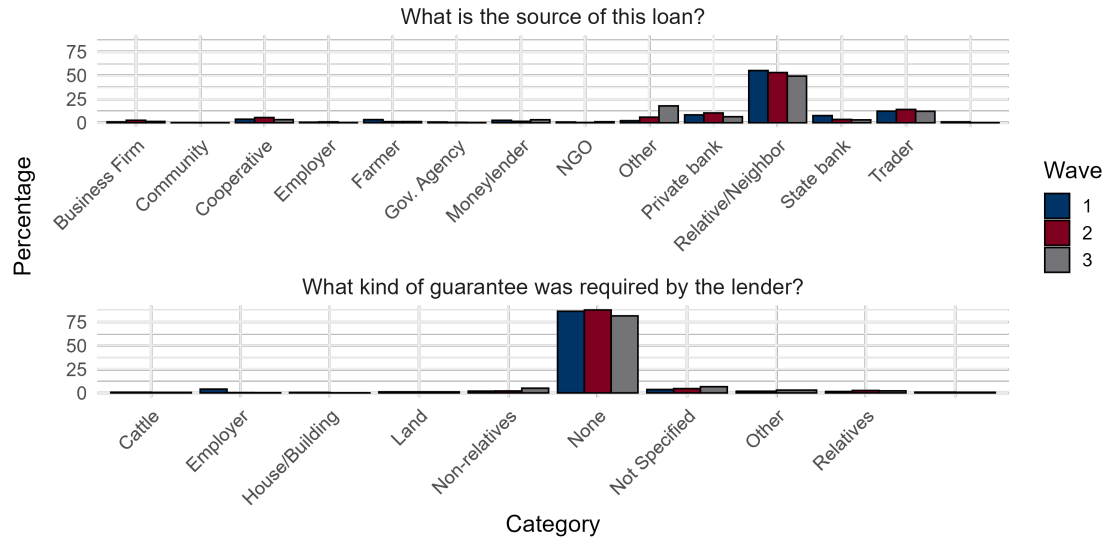 What is the source of this loan?
75
50
25
0
Business Firm
Community
Cooperative
Employer
Farmer
Gov. Agency
Moneylender
NGO
Other
Private bank
Relative/Neighbor
State bank
Trader
Percentage
Wave
1
2
3
What kind of guarantee was required by the lender?
75
50
25
0
Cattle
Employer
House/Building
Land
Non-relatives
None
Not Specified
Other
Relatives
Category